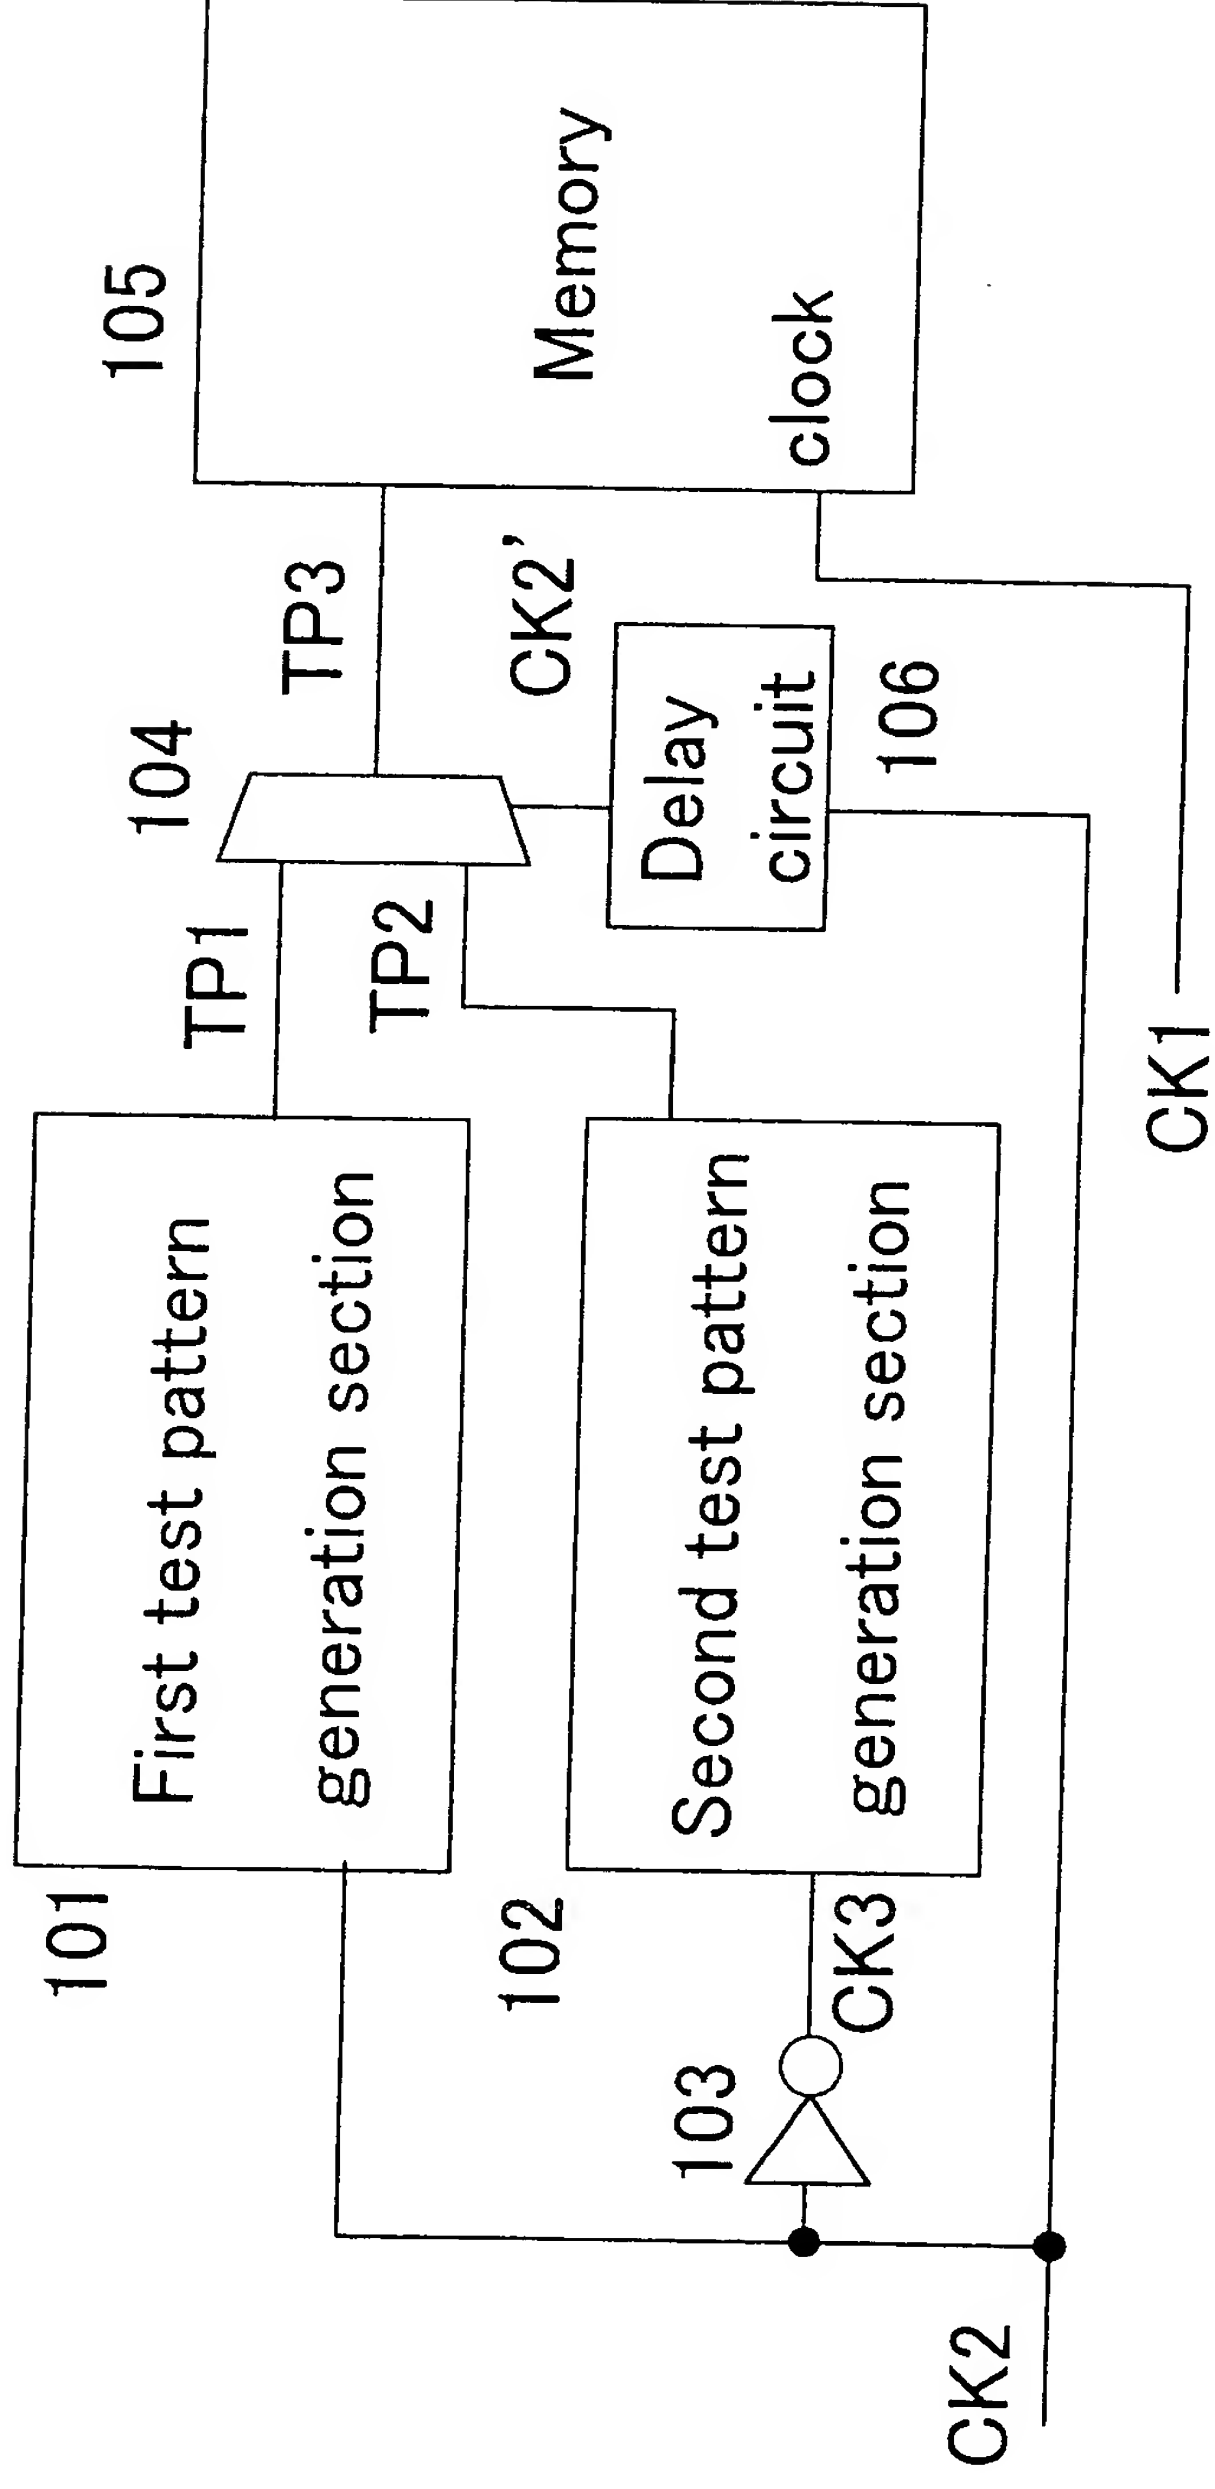 101
First test pattern
generation section
TP1
104
TP3
105
Memory
clock
102
Second test pattern
generation section
TP2
CK2'
Delay
circuit
106
103
CK3
CK2
CK1